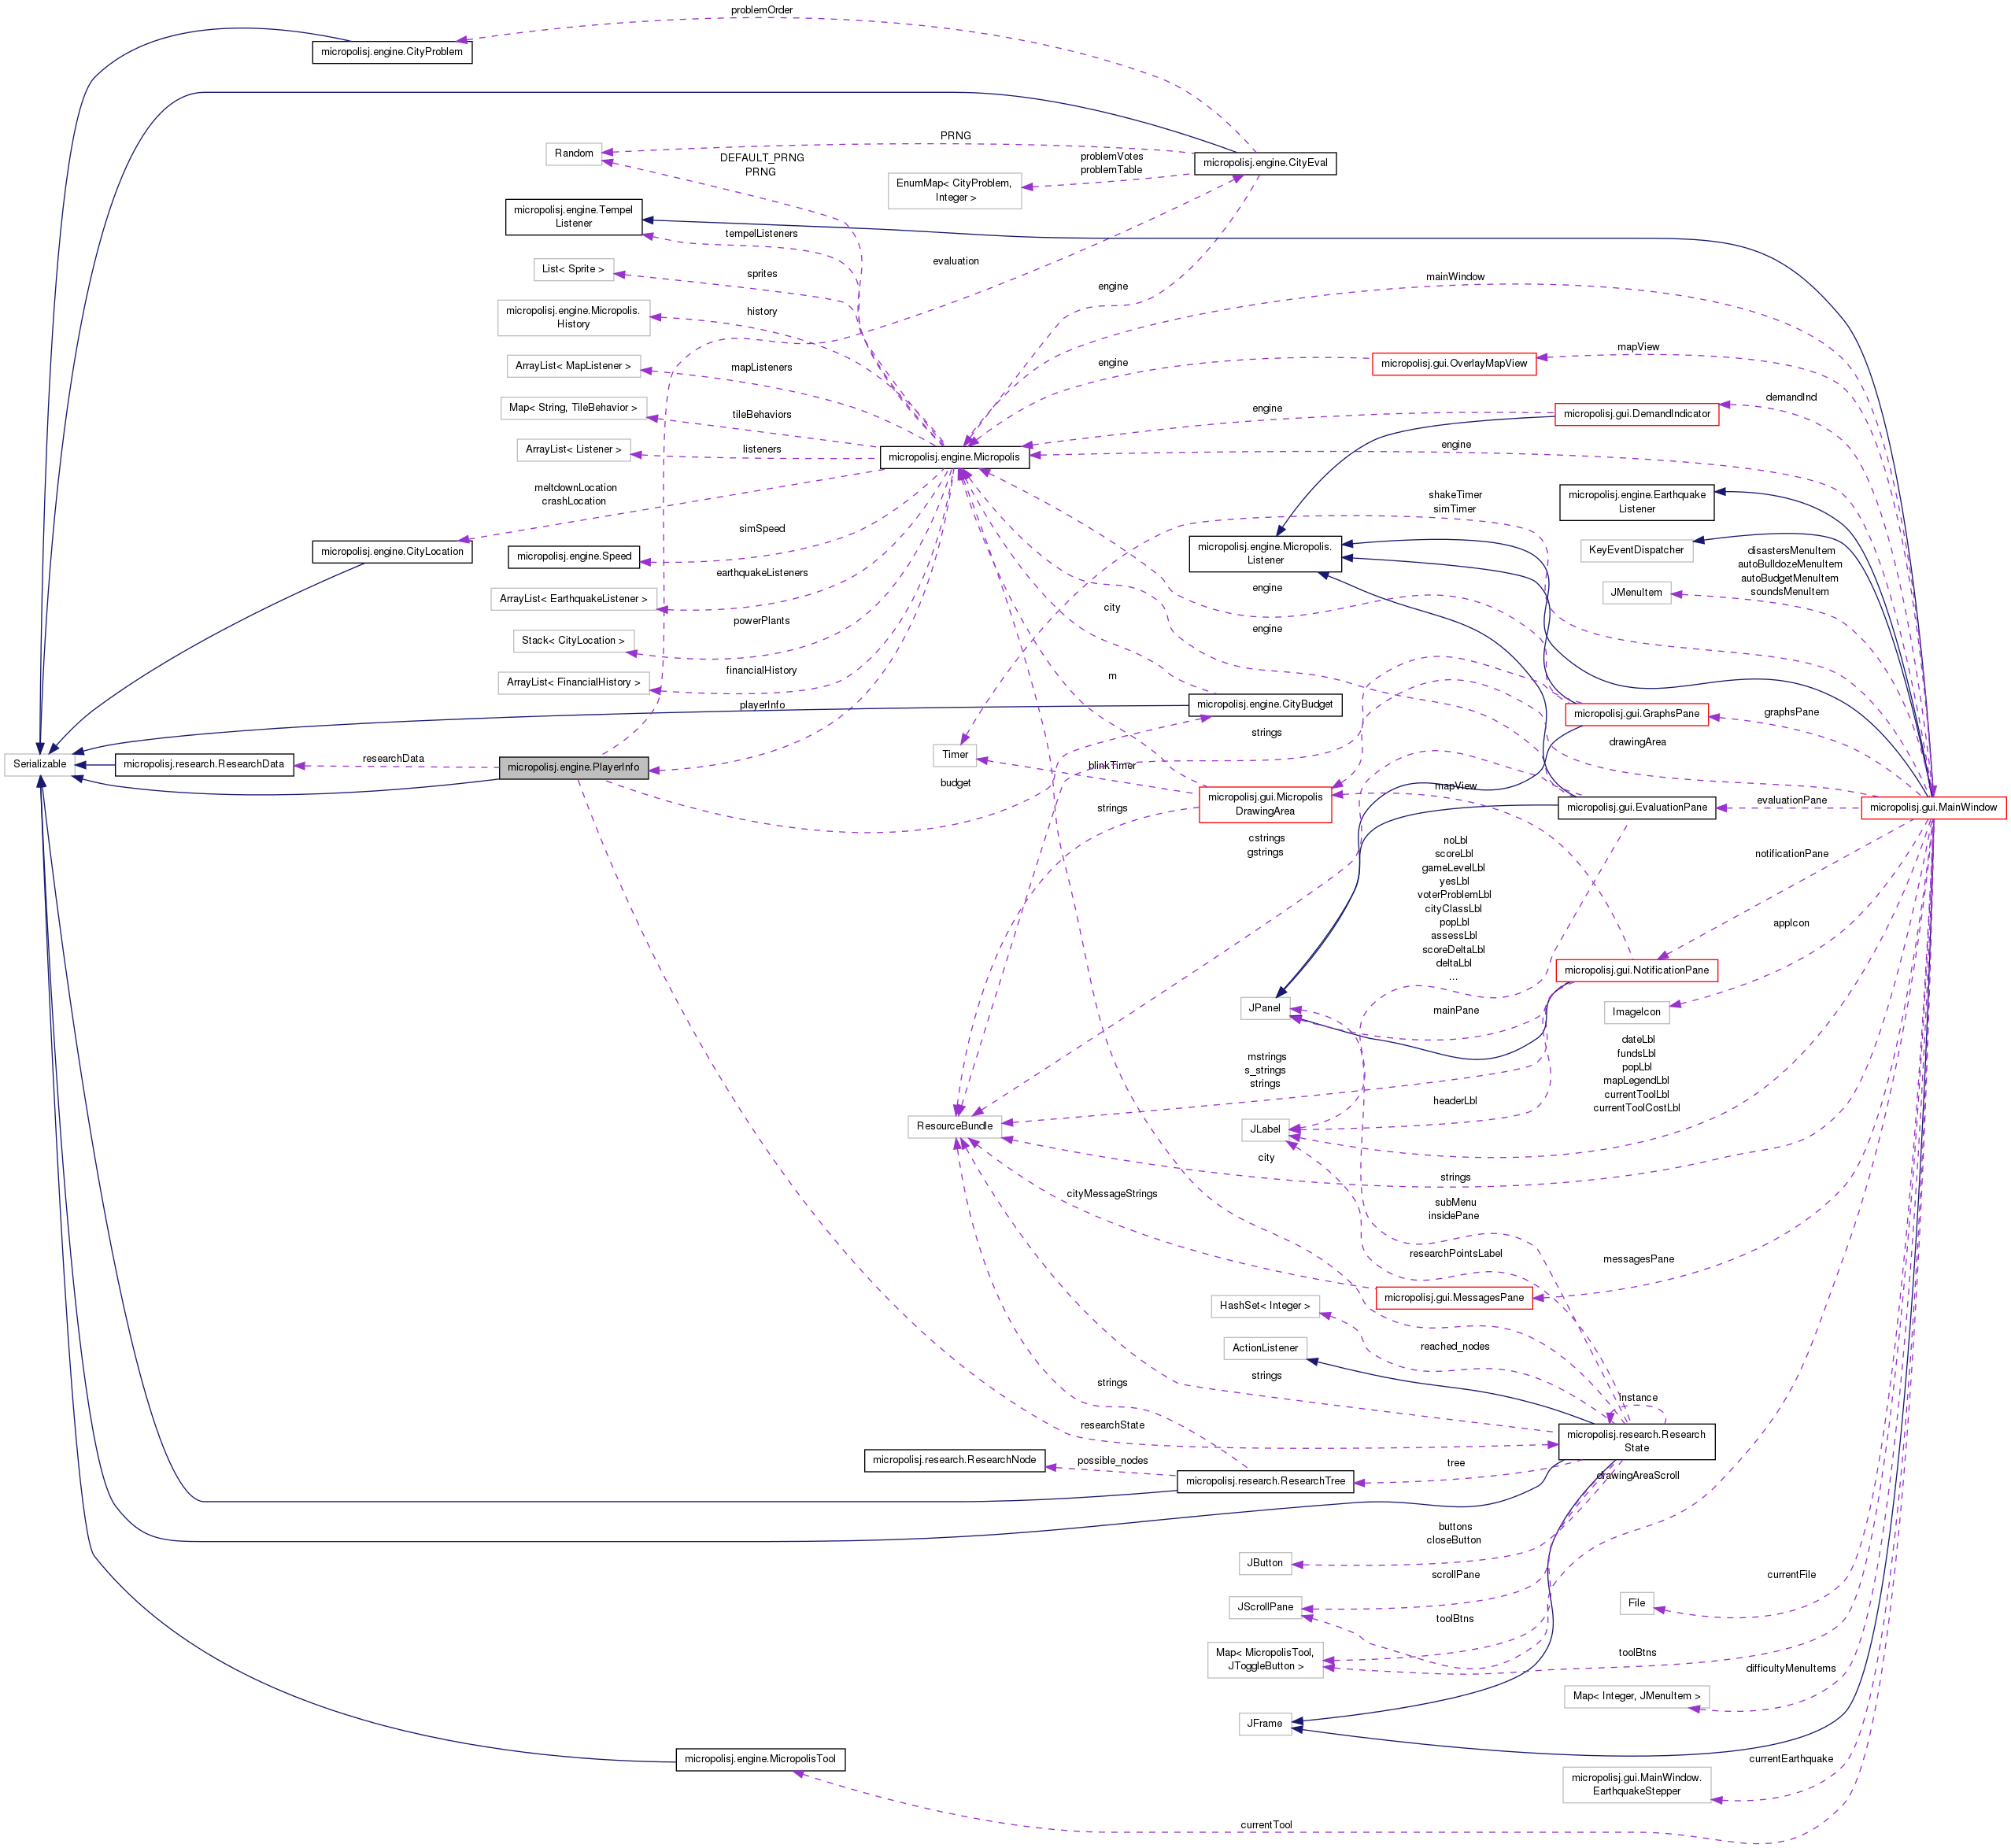 problemOrder
micropolisj.engine.CityProblem
PRNG
Random
DEFAULT_PRNG
PRNG
problemVotes
problemTable
micropolisj.engine.CityEval
EnumMap< CityProblem,
Integer >
micropolisj.engine.Tempel
Listener
tempelListeners
evaluation
List< Sprite >
sprites
engine
mainWindow
micropolisj.engine.Micropolis.
History
history
mapView
ArrayList< MapListener >
mapListeners
engine
micropolisj.gui.OverlayMapView
demandInd
Map< String, TileBehavior >
tileBehaviors
engine
micropolisj.gui.DemandIndicator
ArrayList< Listener >
listeners
micropolisj.engine.Micropolis
engine
meltdownLocation
crashLocation
shakeTimer
simTimer
micropolisj.engine.Earthquake
Listener
simSpeed
micropolisj.engine.CityLocation
micropolisj.engine.Speed
micropolisj.engine.Micropolis.
Listener
KeyEventDispatcher
disastersMenuItem
autoBulldozeMenuItem
autoBudgetMenuItem
soundsMenuItem
earthquakeListeners
ArrayList< EarthquakeListener >
engine
JMenuItem
city
powerPlants
Stack< CityLocation >
engine
financialHistory
ArrayList< FinancialHistory >
m
playerInfo
micropolisj.engine.CityBudget
micropolisj.gui.GraphsPane
graphsPane
strings
drawingArea
Serializable
micropolisj.research.ResearchData
researchData
micropolisj.engine.PlayerInfo
Timer
blinkTimer
budget
mapView
strings
micropolisj.gui.Micropolis
DrawingArea
micropolisj.gui.EvaluationPane
evaluationPane
micropolisj.gui.MainWindow
cstrings
gstrings
noLbl
scoreLbl
gameLevelLbl
yesLbl
voterProblemLbl
cityClassLbl
popLbl
assessLbl
scoreDeltaLbl
deltaLbl
...
notificationPane
appIcon
micropolisj.gui.NotificationPane
JPanel
mainPane
ImageIcon
dateLbl
fundsLbl
popLbl
mapLegendLbl
currentToolLbl
currentToolCostLbl
mstrings
s_strings
strings
headerLbl
ResourceBundle
JLabel
city
strings
cityMessageStrings
subMenu
insidePane
researchPointsLabel
messagesPane
micropolisj.gui.MessagesPane
HashSet< Integer >
ActionListener
reached_nodes
strings
strings
instance
researchState
micropolisj.research.Research
State
micropolisj.research.ResearchNode
possible_nodes
micropolisj.research.ResearchTree
tree
drawingAreaScroll
buttons
closeButton
JButton
scrollPane
currentFile
JScrollPane
File
toolBtns
Map< MicropolisTool,
JToggleButton >
toolBtns
difficultyMenuItems
Map< Integer, JMenuItem >
JFrame
micropolisj.engine.MicropolisTool
currentEarthquake
micropolisj.gui.MainWindow.
EarthquakeStepper
currentTool